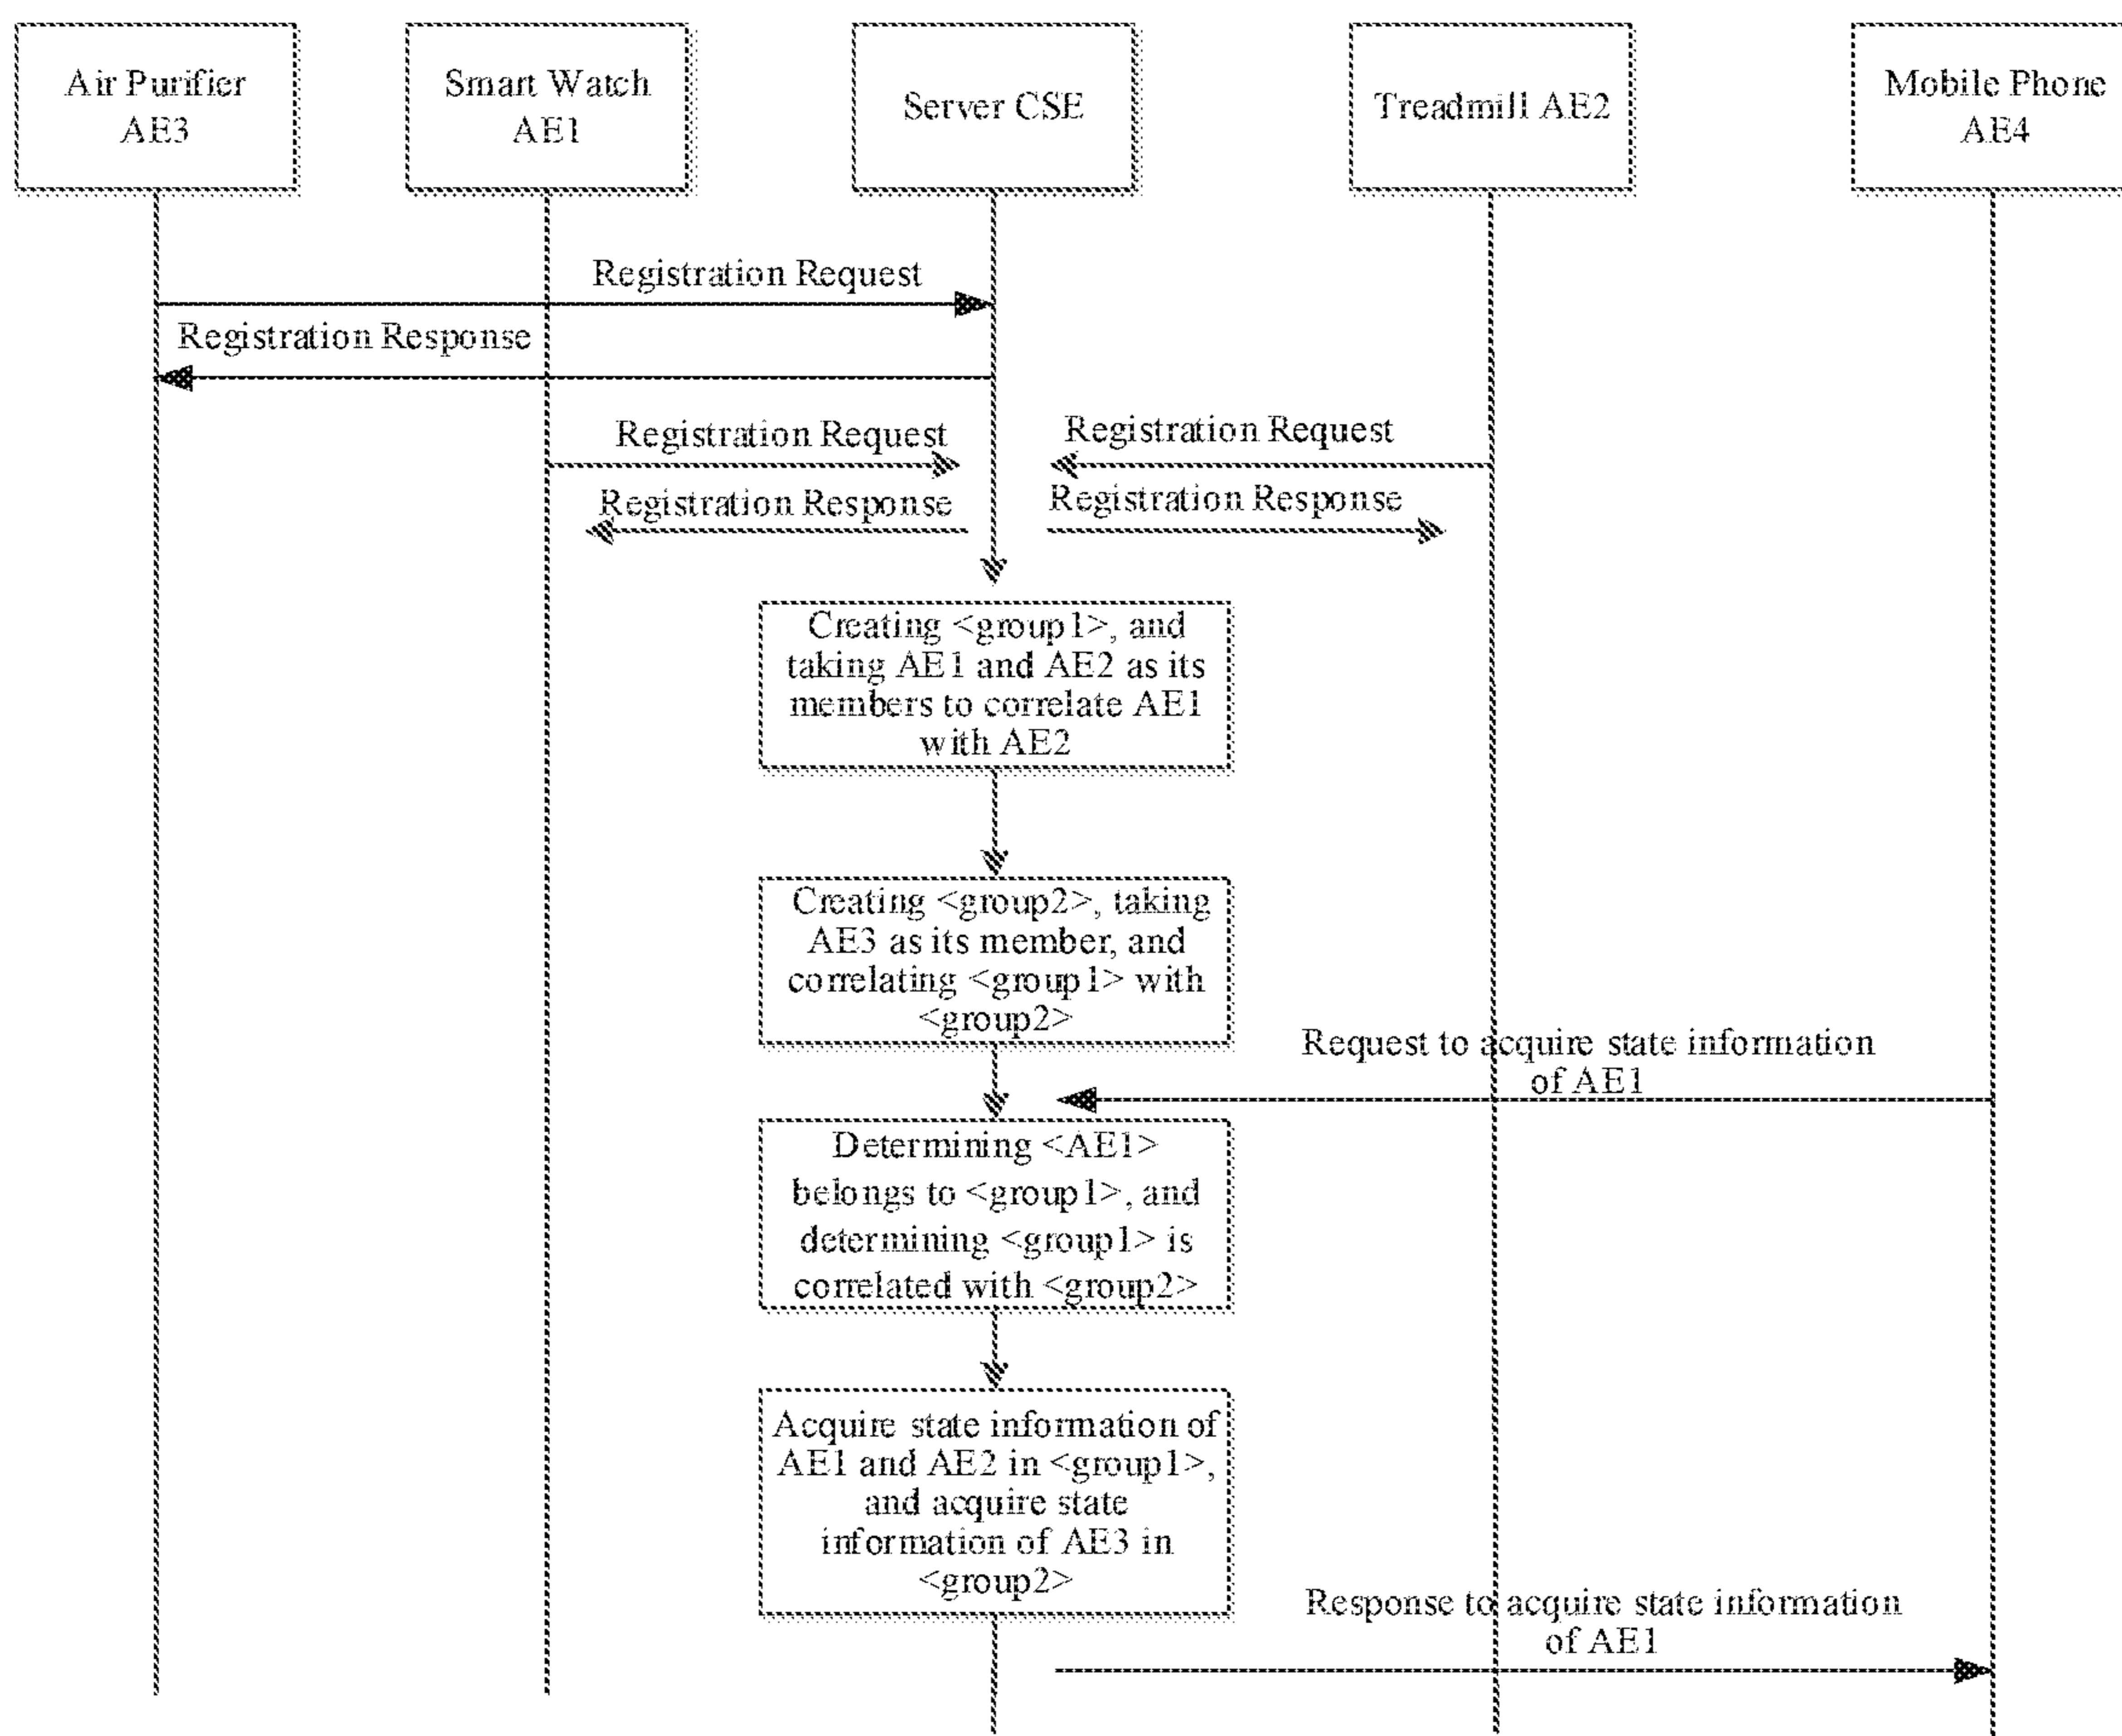 Air Purifier
AE3
Smart Watch
AE1
Server CSE
Treadmill AE2
Mobile Phone
AE4
Registration Request
Registration Response
Registration Request
Registration Request
Registration Response
Registration Response
Creating <group1>, and
taking AE1 and AE2 as its
members to correlate AE1
with AE2
Creating <group2>, taking
AE3 as its member, and
correlating <group1> with
<group2>
Request to acquire state information
of AE1
Determining <AE1>
belongs to <group1>, and
determining <group1> is
correlated with <group2>
Acquire state information of
AE1 and AE2 in <group1>,
and acquire state
information of AE3 in
<group2>
Response to acquire state information
of AE1